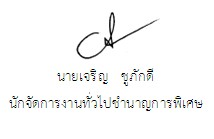 นายเจริญ ชูภักดี
นักจัดการงานทั่วไปชำนาญการพิเศษ